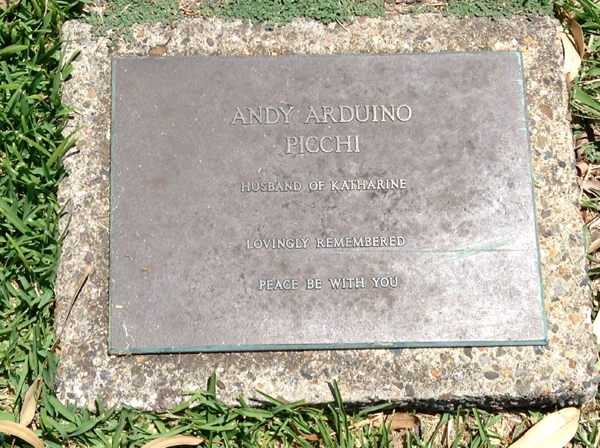 ANDY ARDUINO
PICCHI
HUSBAND OF KATHARINE
LOVINGLY REMEMBERED
PEACE BE WITH YOU